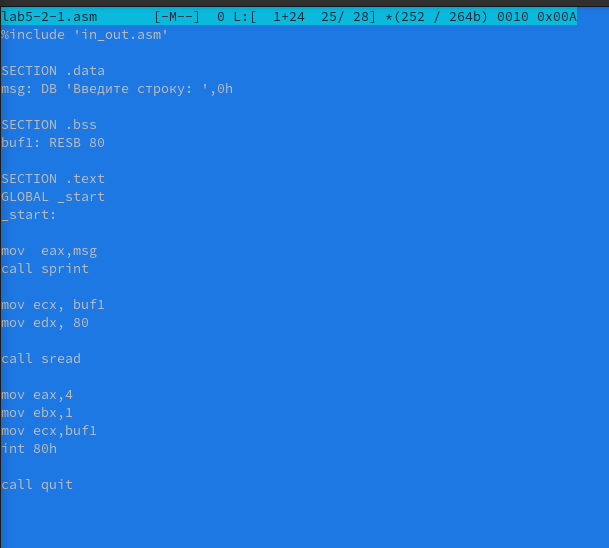 lab5-2-1.asm       [-M--]  0 L:[  1+24  25/ 28] *(252 / 264b) 0010 0x00A
%include 'in_out.asm'
SECTION .data
msg: DB 'Введите строку: ',0h
SECTION .bss
buf1: RESB 80
SECTION .text
GLOBAL _start
_start:
mov  eax,msg
call sprint
mov ecx, buf1
mov edx, 80
call sread
mov eax,4
mov ebx,1
mov ecx,buf1
int 80h
call quit